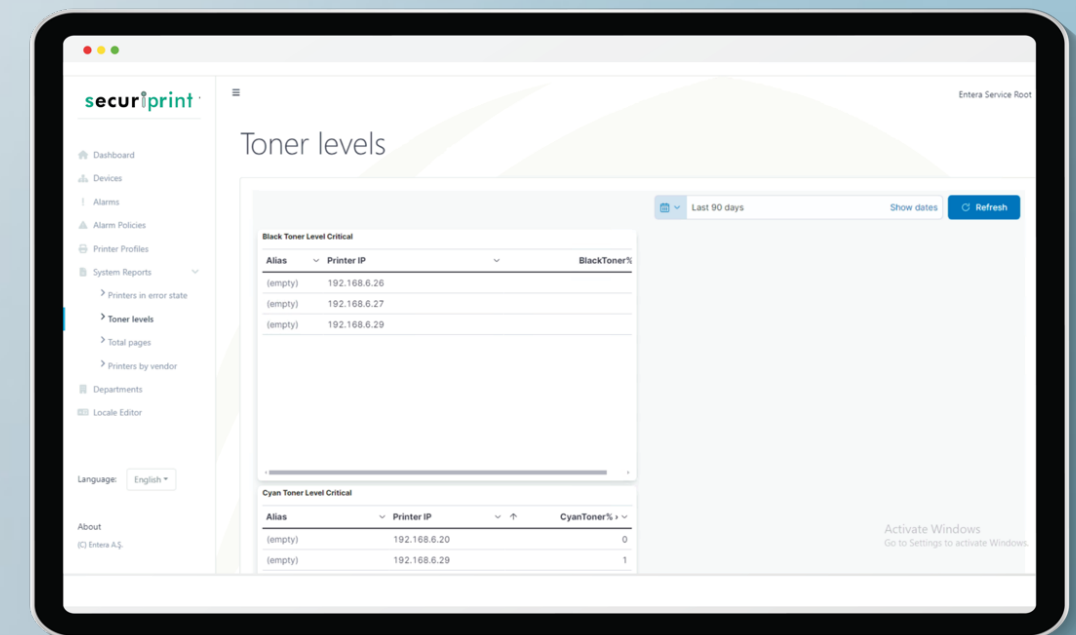 securiprint
Entera Service Root
Toner levels
Dashboard
Devices
Alarms
Alarm Policies
Printer Profiles
System Reports
Printers in error state
Toner levels
Total pages
Printers by vendor
Departments
Locale Editor
Language: English
About
(C) Entera A.Ş.
Last 90 days Show dates Refresh
Black Toner Level Critical
Alias Printer IP BlackToner%
(empty) 192.168.6.26
(empty) 192.168.6.27
(empty) 192.168.6.29
Cyan Toner Level Critical
Alias Printer IP CyanToner%
(empty) 192.168.6.20 0
(empty) 192.168.6.29 1
Activate Windows
Go to Settings to activate Windows.